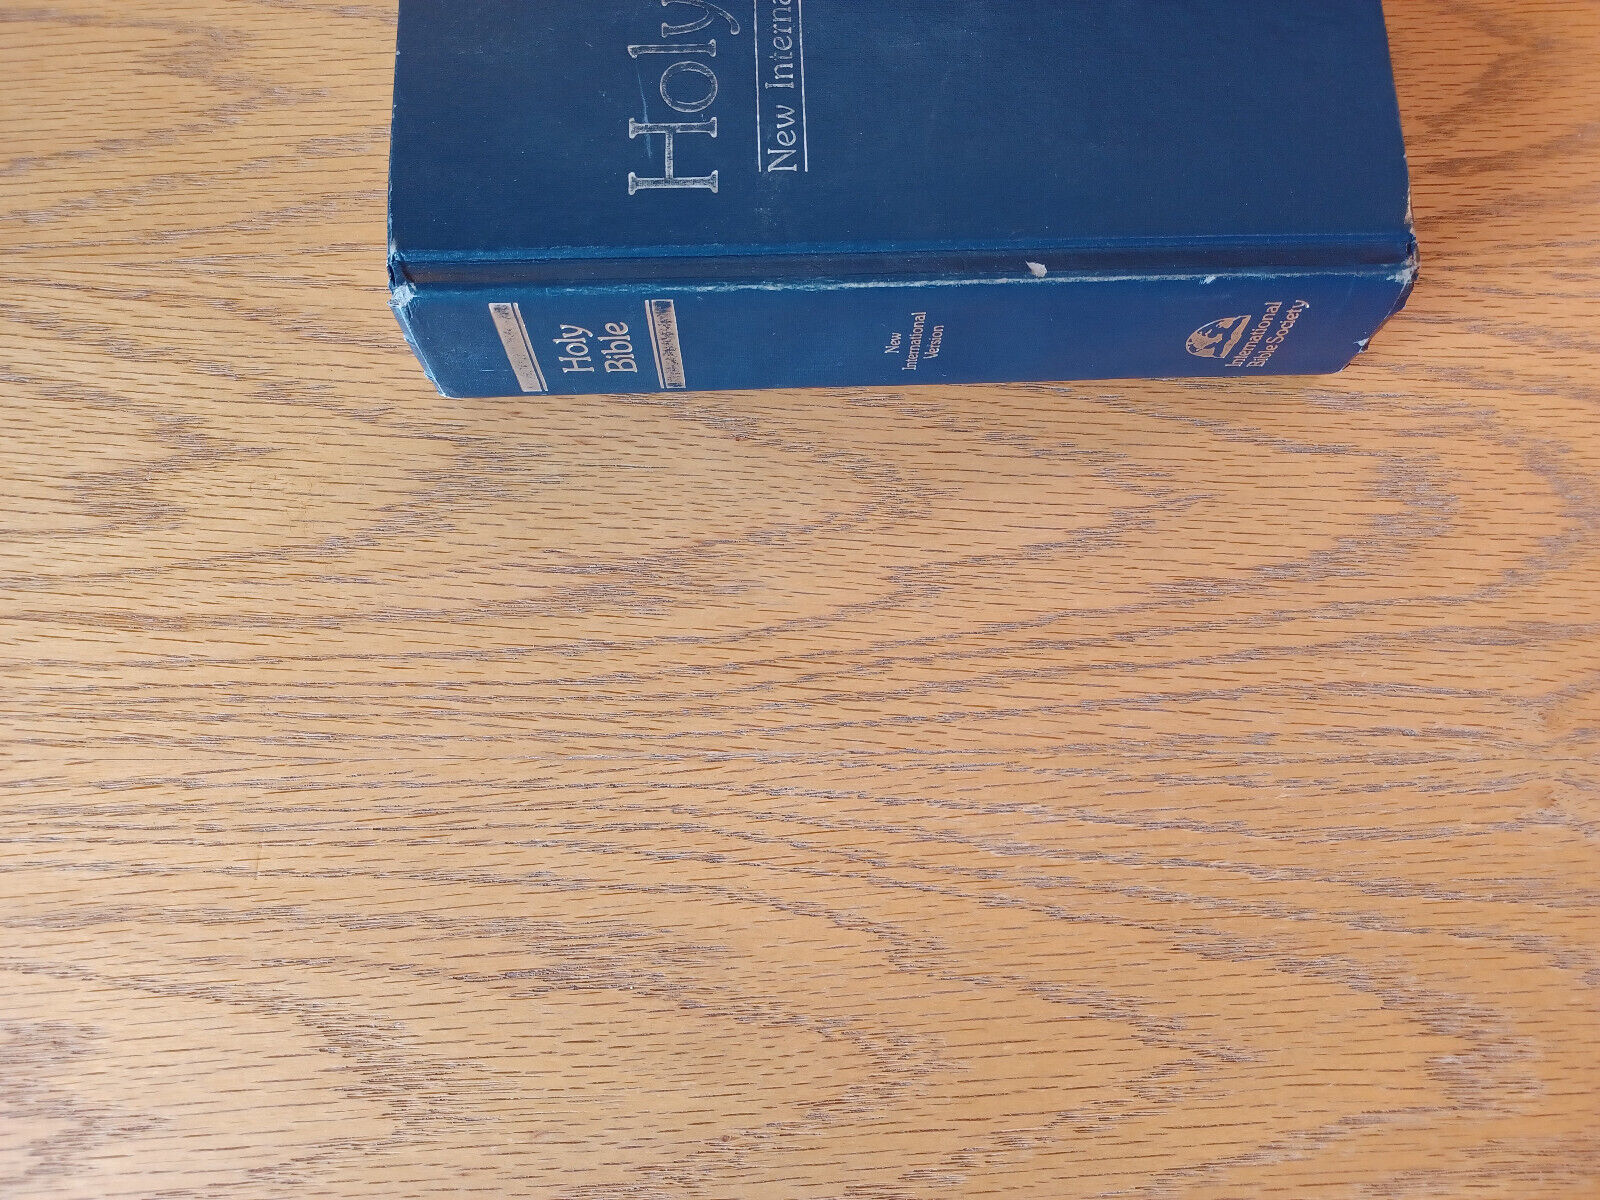 Holy
New Interna
Holy
Bible
New
International
Version
International
Bible Society